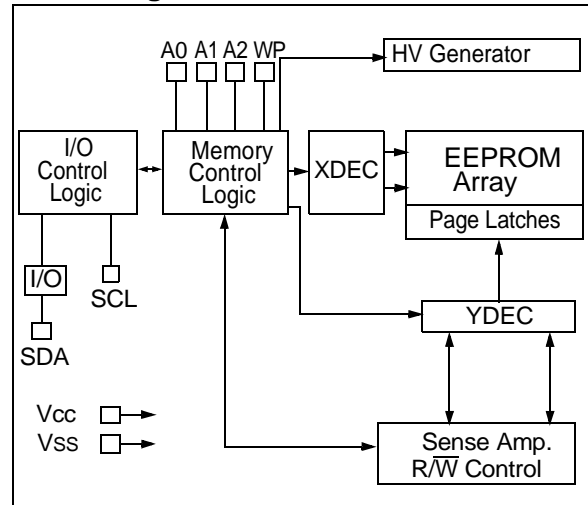 A0 A1 A2 WP
HV Generator
I/O
Control
Logic
Memory
Control
Logic
XDEC
EEPROM
Array
Page Latches
I/O
SCL
SDA
YDEC
Vcc
Vss
Sense Amp.
R/W̅ Control